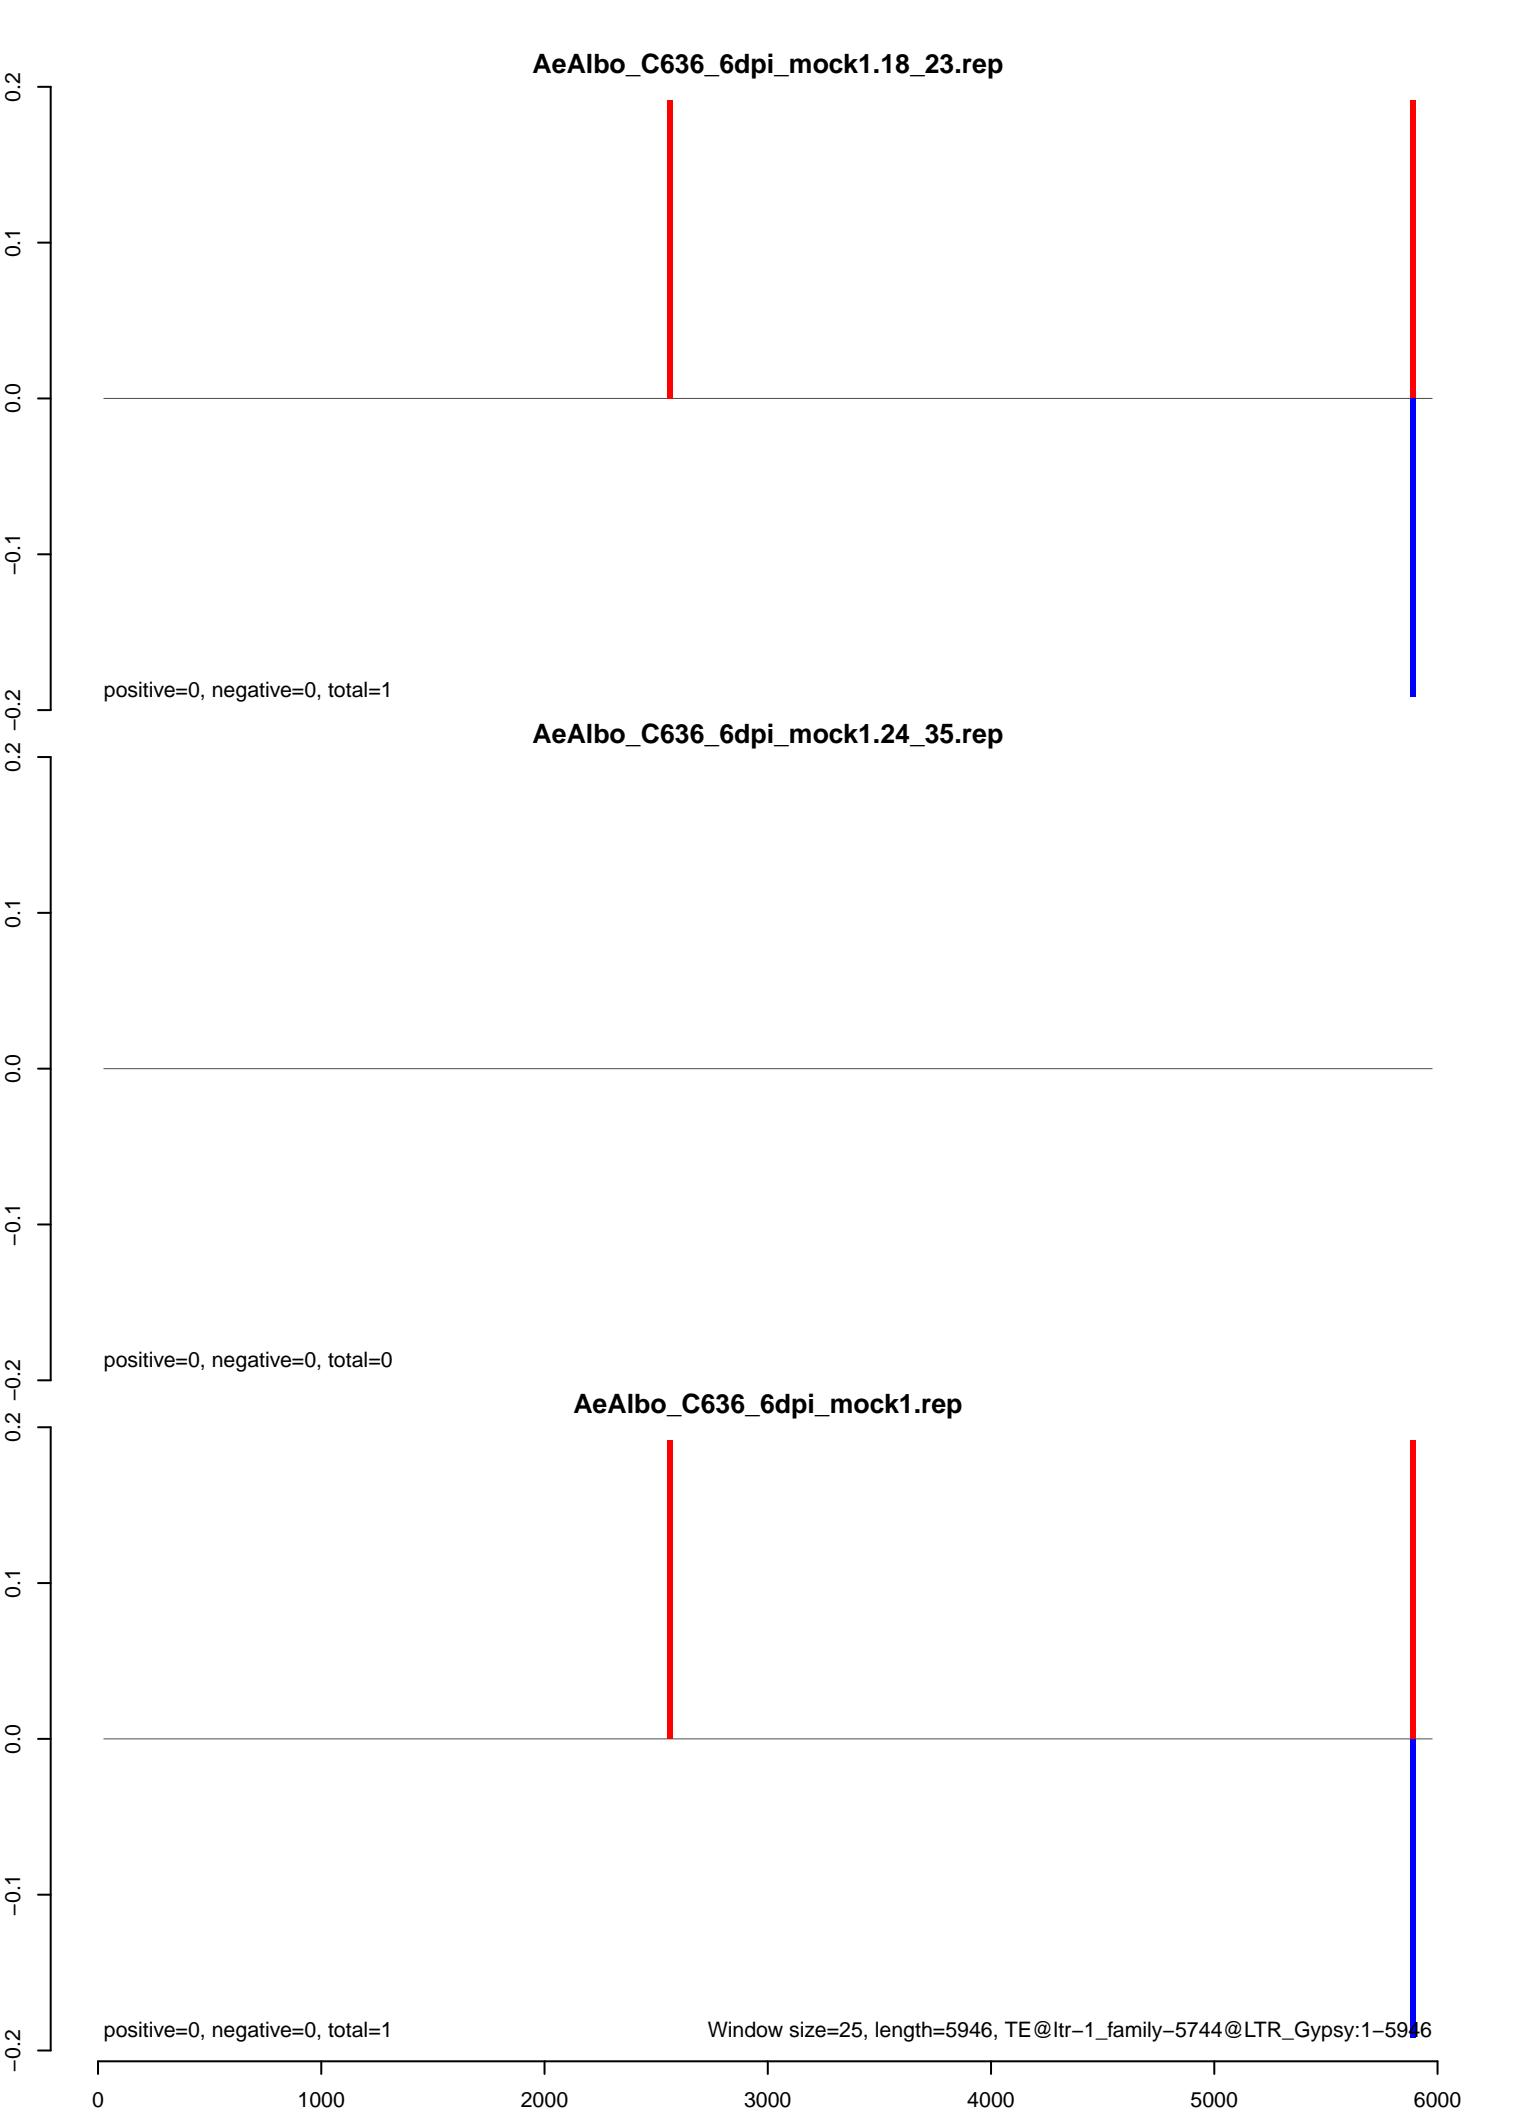 AeAlbo_C636_6dpi_mock1.18_23.rep
0.2
0.1
0.0
−0.1
−0.2
positive=0, negative=0, total=1
AeAlbo_C636_6dpi_mock1.24_35.rep
0.2
0.1
0.0
−0.1
−0.2
positive=0, negative=0, total=0
AeAlbo_C636_6dpi_mock1.rep
0.2
0.1
0.0
−0.1
−0.2
positive=0, negative=0, total=1
Window size=25, length=5946, TE@ltr−1_family−5744@LTR_Gypsy:1−5946
0 1000 2000 3000 4000 5000 6000